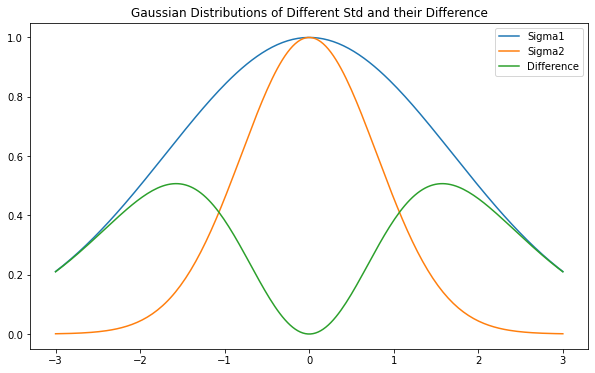 Gaussian Distributions of Different Std and their Difference
Sigma1
Sigma2
Difference
1.0
0.8
0.6
0.4
0.2
0.0
−3 −2 −1 0 1 2 3